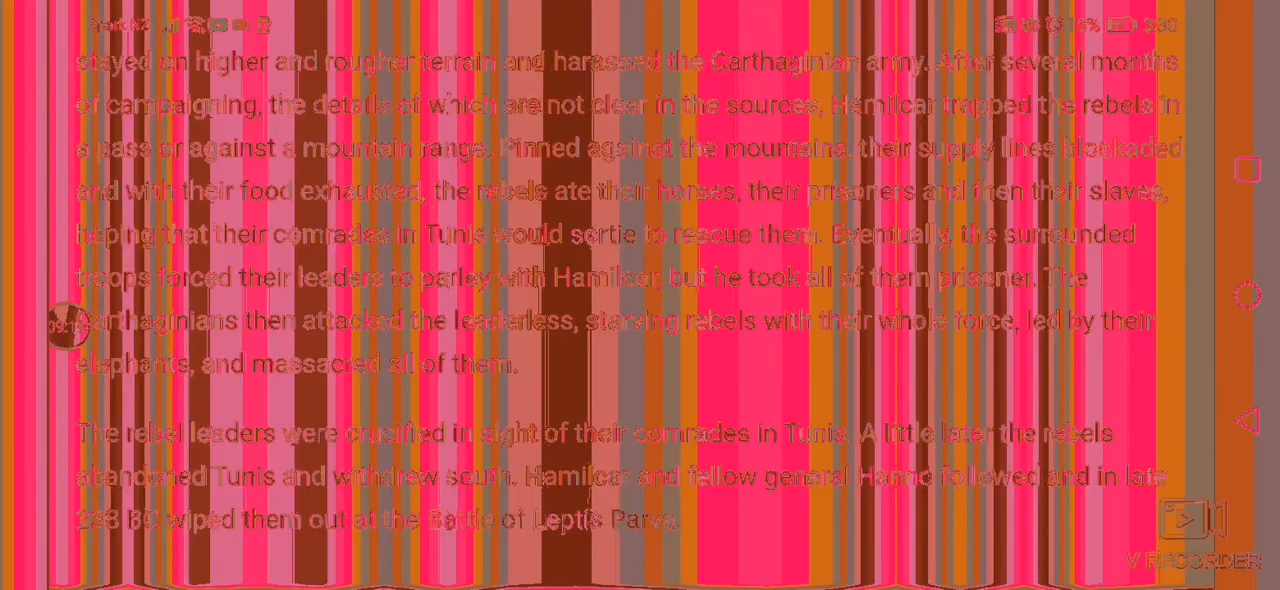 stayed on higher and rougher terrain and harassed the Carthaginian army. After several months
of campaigning, the details of which are not clear in the sources, Hamilcar trapped the rebels in
a pass or against a mountain range. Pinned against the mountains, their supply lines blockaded
and with their food exhausted, the rebels ate their horses, their prisoners and then their slaves,
hoping that their comrades in Tunis would sortie to rescue them. Eventually, the surrounded
troops forced their leaders to parley with Hamilcar, but he took all of them prisoner. The
Carthaginians then attacked the leaderless, starving rebels with their whole force, led by their
elephants, and massacred all of them.
The rebel leaders were crucified in sight of their comrades in Tunis. A little later the rebels
abandoned Tunis and withdrew south. Hamilcar and fellow general Hanno followed and in late
238 BC wiped them out at the Battle of Leptis Parva.
V RECORDER